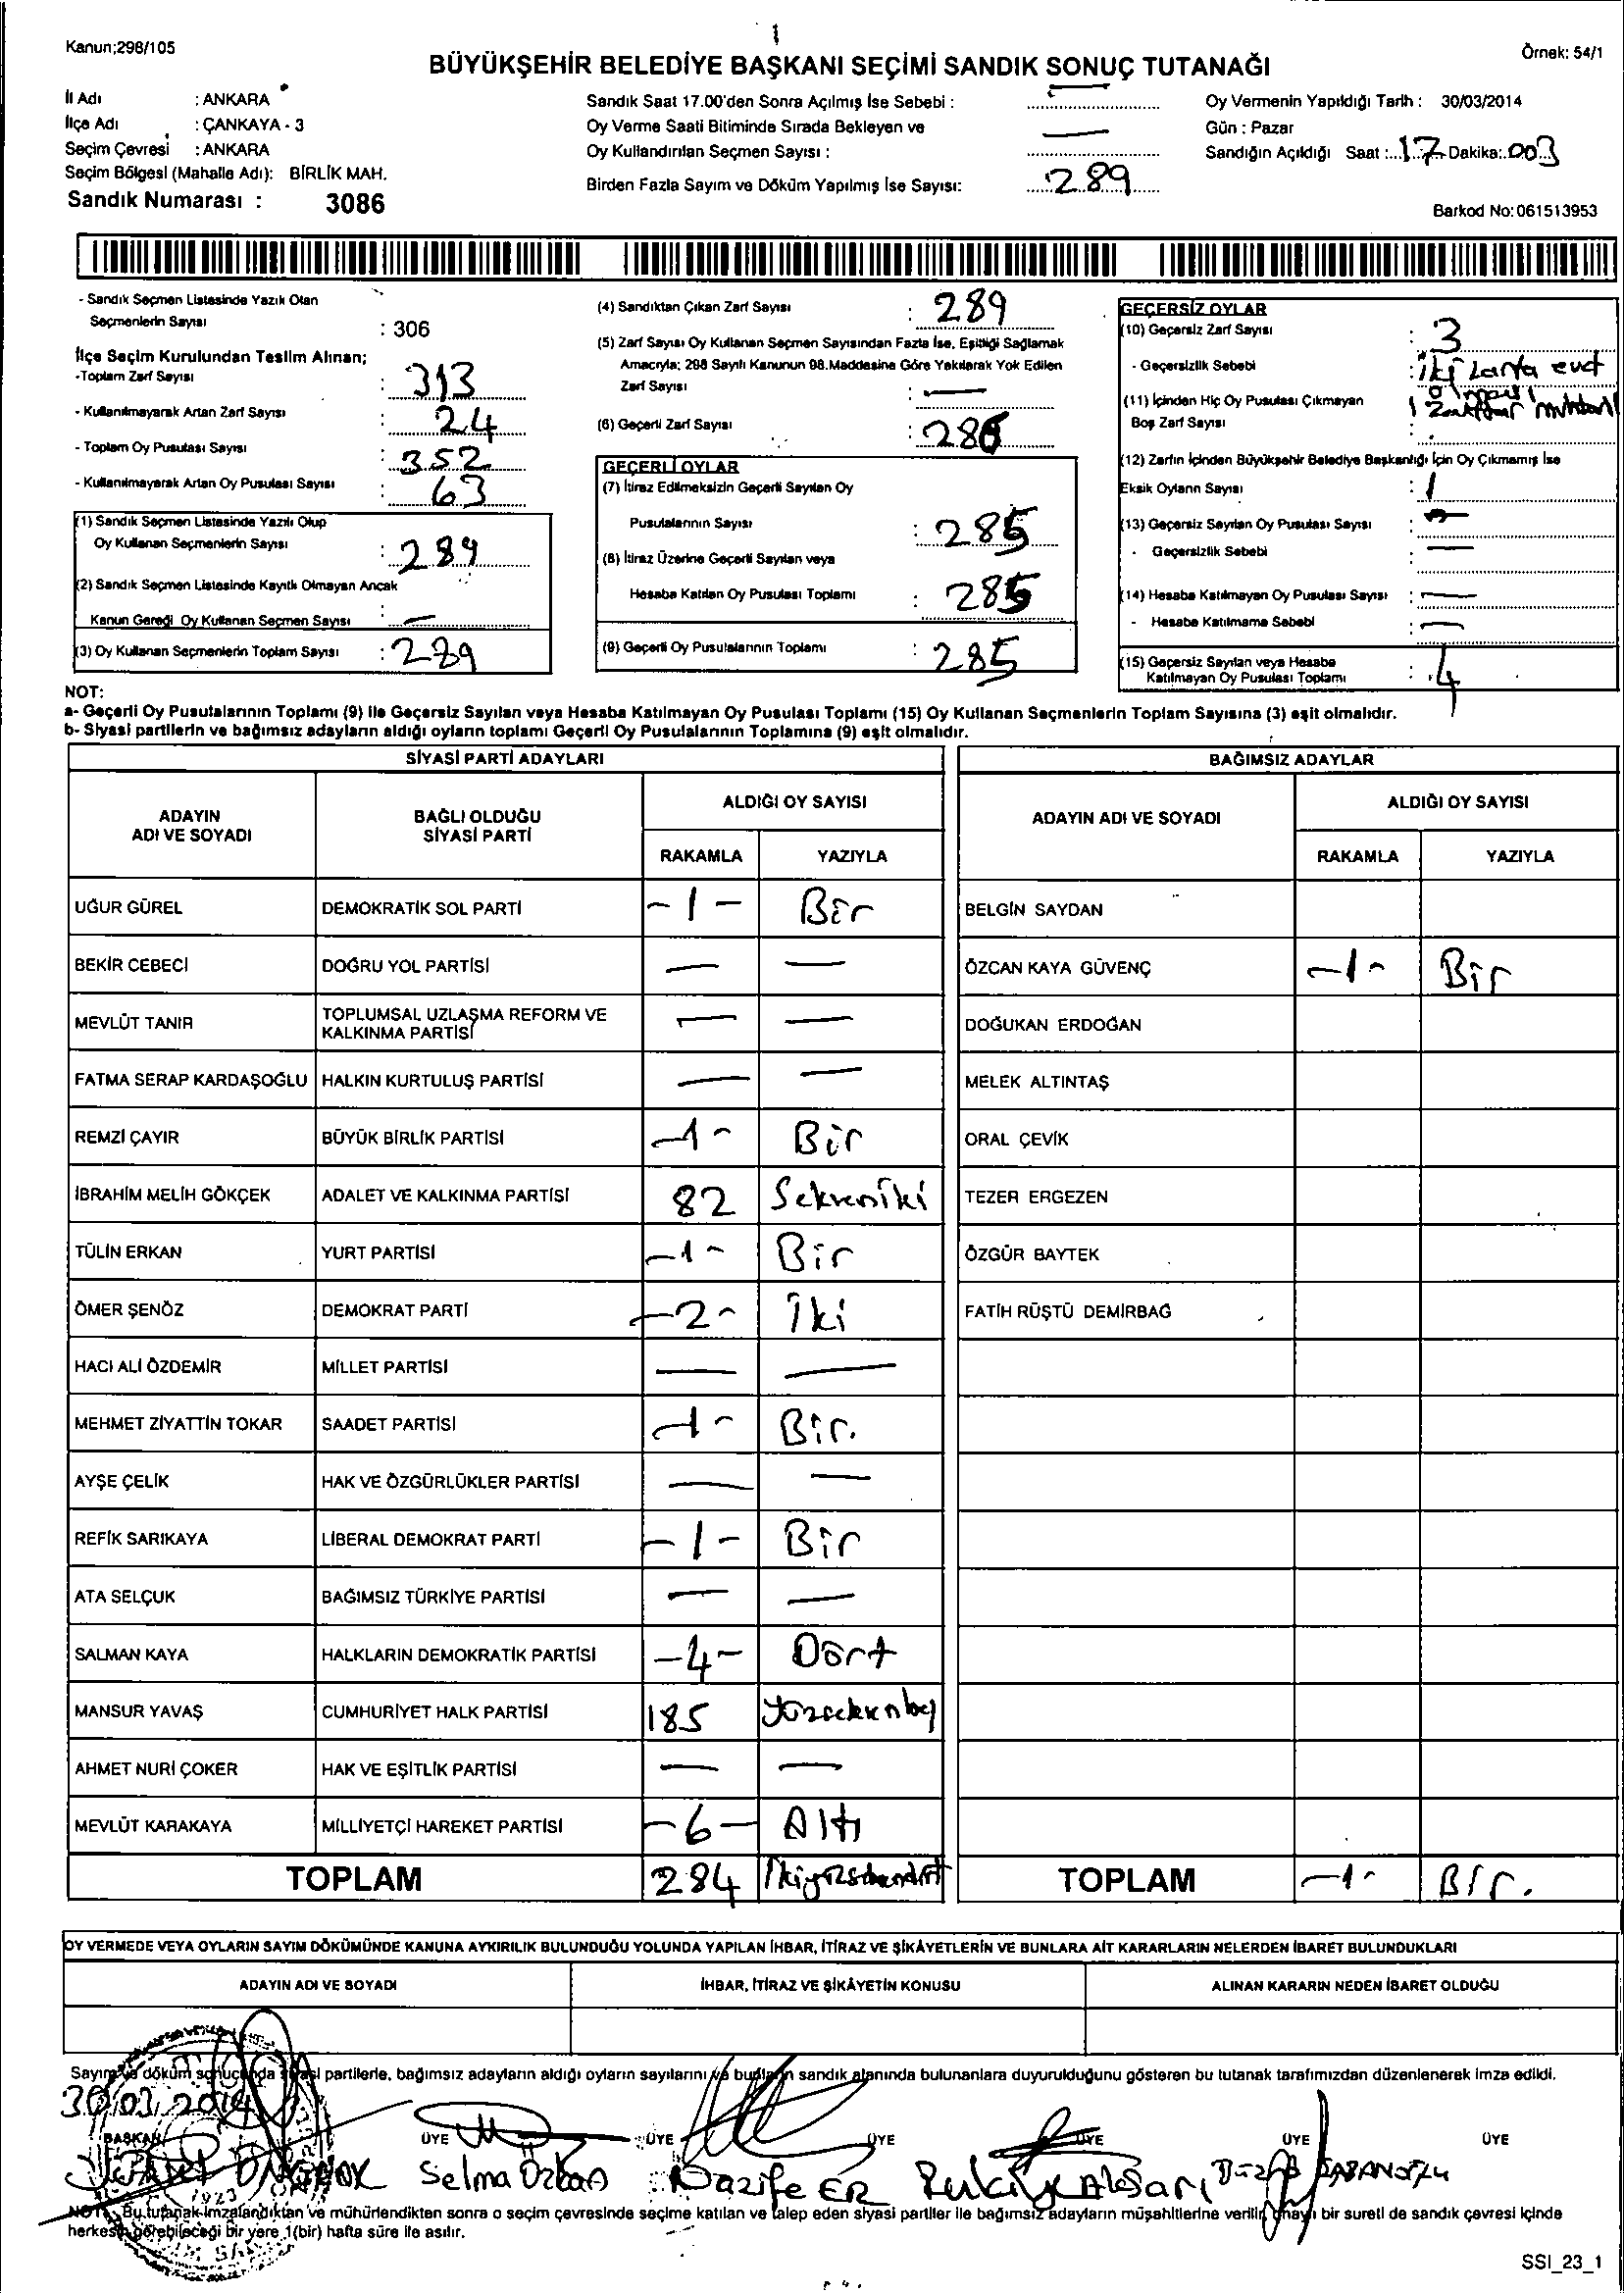 Kanun;298/105
Örnek: 54/1
BÜYÜKŞEHİR BELEDİYE BAŞKANI SEÇİMİ SANDIK SONUÇ TUTANAĞI
İl Adı : ANKARA
İlçe Adı : ÇANKAYA - 3
Seçim Çevresi : ANKARA
Seçim Bölgesi (Mahalle Adı): BİRLİK MAH.
Sandık Numarası : 3086
Sandık Saat 17.00'den Sonra Açılmış İse Sebebi :
Oy Verme Saati Bitiminde Sırada Bekleyen ve
Oy Kullandırılan Seçmen Sayısı : —
Birden Fazla Sayım ve Döküm Yapılmış İse Sayısı: 289
Oy Vermenin Yapıldığı Tarih : 30/03/2014
Gün : Pazar
Sandığın Açıldığı Saat : 17 Dakika:
Barkod No:061513953
- Sandık Seçmen Listesinde Yazılı Olan
Seçmenlerin Sayısı : 306
İlçe Seçim Kurulundan Teslim Alınan;
-Toplam Zarf Sayısı : 313
- Kullanılmayarak Artan Zarf Sayısı : 24
- Toplam Oy Pusulası Sayısı : 352
- Kullanılmayarak Artan Oy Pusulası Sayısı : 63
(1) Sandık Seçmen Listesinde Yazılı Olup
Oy Kullanan Seçmenlerin Sayısı : 289
(2) Sandık Seçmen Listesinde Kayıtlı Olmayan Ancak
Kanun Gereği Oy Kullanan Seçmen Sayısı : —
(3) Oy Kullanan Seçmenlerin Toplam Sayısı : 289
(4) Sandıktan Çıkan Zarf Sayısı : 289
(5) Zarf Sayısı Oy Kullanan Seçmen Sayısından Fazla İse, Eşitliği Sağlamak
Amacıyla; 298 Sayılı Kanunun 98.Maddesine Göre Yakılarak Yok Edilen
Zarf Sayısı : —
(6) Geçerli Zarf Sayısı : 286
GEÇERLİ OYLAR
(7) İtiraz Edilmeksizin Geçerli Sayılan Oy
Pusulalarının Sayısı : 285
(8) İtiraz Üzerine Geçerli Sayılan veya
Hesaba Katılan Oy Pusulası Toplamı : 285
(9) Geçerli Oy Pusulalarının Toplamı : 285
GEÇERSİZ OYLAR
(10) Geçersiz Zarf Sayısı : 3
- Geçersizlik Sebebi : iki zarfa
(11) İçinden Hiç Oy Pusulası Çıkmayan
Boş Zarf Sayısı :
(12) Zarfın İçinden Büyükşehir Belediye Başkanlığı İçin Oy Çıkmamış İse
Eksik Oyların Sayısı : 1
(13) Geçersiz Sayılan Oy Pusulası Sayısı : —
- Geçersizlik Sebebi —
(14) Hesaba Katılmayan Oy Pusulası Sayısı : —
- Hesaba Katılmama Sebebi : —
(15) Geçersiz Sayılan veya Hesaba
Katılmayan Oy Pusulası Toplamı : 4
NOT:
a- Geçerli Oy Pusulalarının Toplamı (9) ile Geçersiz Sayılan veya Hesaba Katılmayan Oy Pusulası Toplamı (15) Oy Kullanan Seçmenlerin Toplam Sayısına (3) eşit olmalıdır.
b- Siyasi partilerin ve bağımsız adayların aldığı oyların toplamı Geçerli Oy Pusulalarının Toplamına (9) eşit olmalıdır.
SİYASİ PARTİ ADAYLARI
ADAYIN ADI VE SOYADI BAĞLI OLDUĞU SİYASİ PARTİ ALDIĞI OY SAYISI
RAKAMLA YAZIYLA
UĞUR GÜREL DEMOKRATİK SOL PARTİ -1- Bir
BEKİR CEBECİ DOĞRU YOL PARTİSİ — —
MEVLÜT TANIR TOPLUMSAL UZLAŞMA REFORM VE KALKINMA PARTİSİ — —
FATMA SERAP KARDAŞOĞLU HALKIN KURTULUŞ PARTİSİ — —
REMZİ ÇAYIR BÜYÜK BİRLİK PARTİSİ -1- Bir
İBRAHİM MELİH GÖKÇEK ADALET VE KALKINMA PARTİSİ 82 Sekseniki
TÜLİN ERKAN YURT PARTİSİ -1- Bir
ÖMER ŞENÖZ DEMOKRAT PARTİ -2- İki
HACI ALİ ÖZDEMİR MİLLET PARTİSİ — —
MEHMET ZİYATTİN TOKAR SAADET PARTİSİ -1- Bir.
AYŞE ÇELİK HAK VE ÖZGÜRLÜKLER PARTİSİ — —
REFİK SARIKAYA LİBERAL DEMOKRAT PARTİ -1- Bir
ATA SELÇUK BAĞIMSIZ TÜRKİYE PARTİSİ — —
SALMAN KAYA HALKLARIN DEMOKRATİK PARTİSİ -4- Dört
MANSUR YAVAŞ CUMHURİYET HALK PARTİSİ 185 Yüzseksenbeş
AHMET NURİ ÇOKER HAK VE EŞİTLİK PARTİSİ — —
MEVLÜT KARAKAYA MİLLİYETÇİ HAREKET PARTİSİ -6- Altı
TOPLAM 284 İkiyüzseksendört
BAĞIMSIZ ADAYLAR
ADAYIN ADI VE SOYADI ALDIĞI OY SAYISI
RAKAMLA YAZIYLA
BELGİN SAYDAN
ÖZCAN KAYA GÜVENÇ -1- Bir
DOĞUKAN ERDOĞAN
MELEK ALTINTAŞ
ORAL ÇEVİK
TEZER ERGEZEN
ÖZGÜR BAYTEK
FATİH RÜŞTÜ DEMİRBAĞ
TOPLAM -1- Bir.
OY VERMEDE VEYA OYLARIN SAYIM DÖKÜMÜNDE KANUNA AYKIRILIK BULUNDUĞU YOLUNDA YAPILAN İHBAR, İTİRAZ VE ŞİKÂYETLERİN VE BUNLARA AİT KARARLARIN NELERDEN İBARET BULUNDUKLARI
ADAYIN ADI VE SOYADI İHBAR, İTİRAZ VE ŞİKÂYETİN KONUSU ALINAN KARARIN NEDEN İBARET OLDUĞU
Sayım ve döküm sonucunda siyasi partilerle, bağımsız adayların aldığı oyların sayılarını ve bunların sandık alanında bulunanlara duyurulduğunu gösteren bu tutanak tarafımızdan düzenlenerek imza edildi.
30/03/2014
BAŞKAN ÜYE ÜYE ÜYE ÜYE ÜYE ÜYE
Selma Özkan Nazife ER
NOT: Bu tutanak imzalandıktan ve mühürlendikten sonra o seçim çevresinde seçime katılan ve talep eden siyasi partiler ile bağımsız adayların müşahitlerine verilir, onaylı bir sureti de sandık çevresi içinde
herkesin görebileceği bir yere 1(bir) hafta süre ile asılır.
SSI_23_1